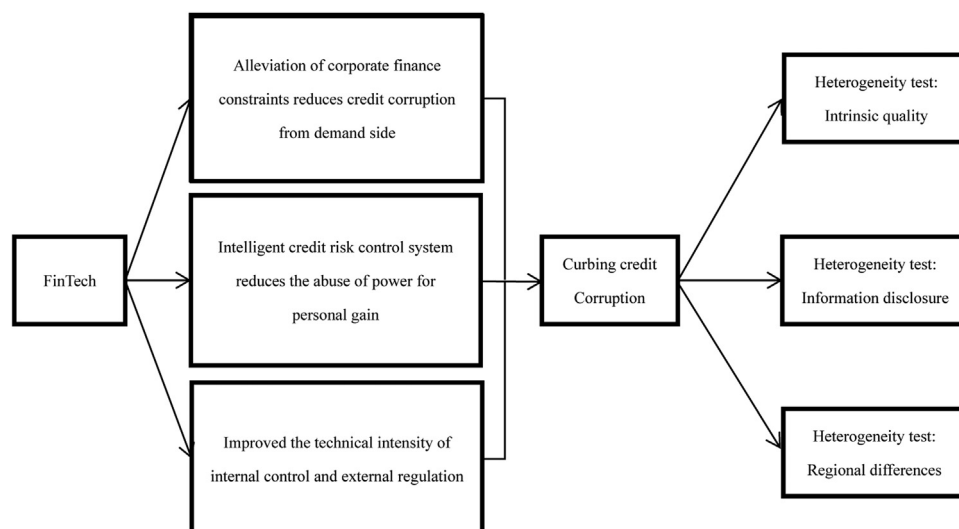 FinTech
Alleviation of corporate finance
constraints reduces credit corruption
from demand side
Intelligent credit risk control system
reduces the abuse of power for
personal gain
Improved the technical intensity of
internal control and external regulation
Curbing credit
Corruption
Heterogeneity test:
Intrinsic quality
Heterogeneity test:
Information disclosure
Heterogeneity test:
Regional differences